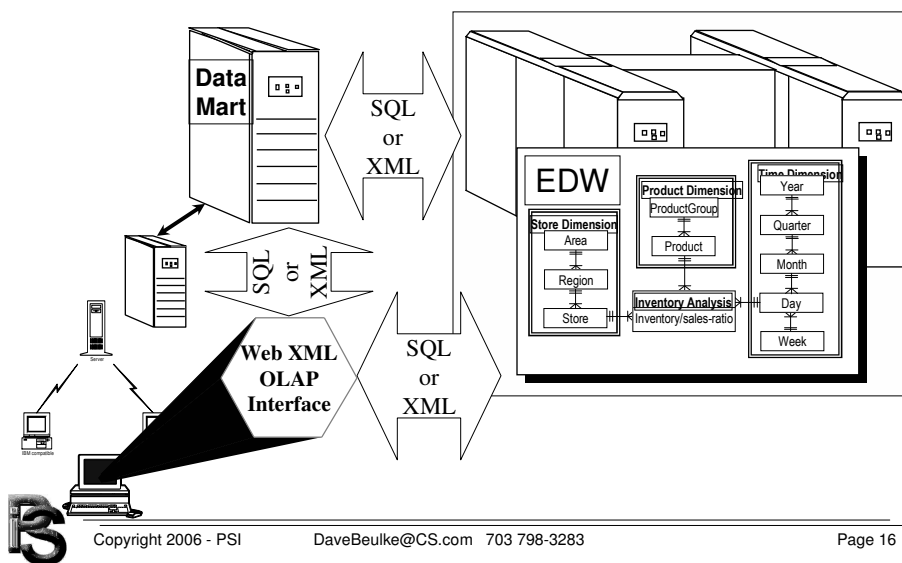 Data
Mart
SQL
or
XML
EDW
Time Dimension
Year
Quarter
Month
Day
Week
Product Dimension
ProductGroup
Product
Store Dimension
Area
Region
Store
Inventory Analysis
Inventory/sales-ratio
SQL
or
XML
Server
Web XML
OLAP
Interface
SQL
or
XML
IBM compatible
PS
Copyright 2006 - PSI
DaveBeulke@CS.com 703 798-3283
Page 16